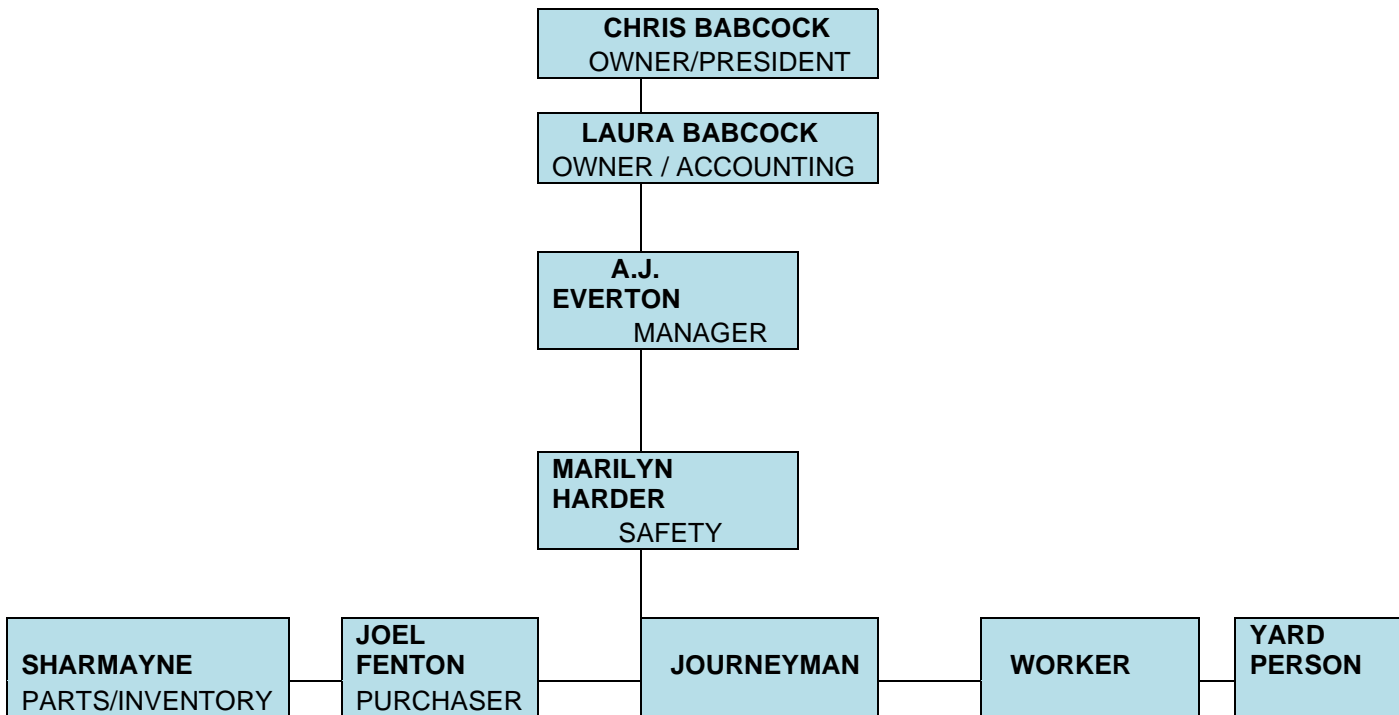 CHRIS BABCOCK
OWNER/PRESIDENT
LAURA BABCOCK
OWNER / ACCOUNTING
A.J.
EVERTON
MANAGER
MARILYN
HARDER
SAFETY
SHARMAYNE
PARTS/INVENTORY
JOEL
FENTON
PURCHASER
JOURNEYMAN
WORKER
YARD
PERSON